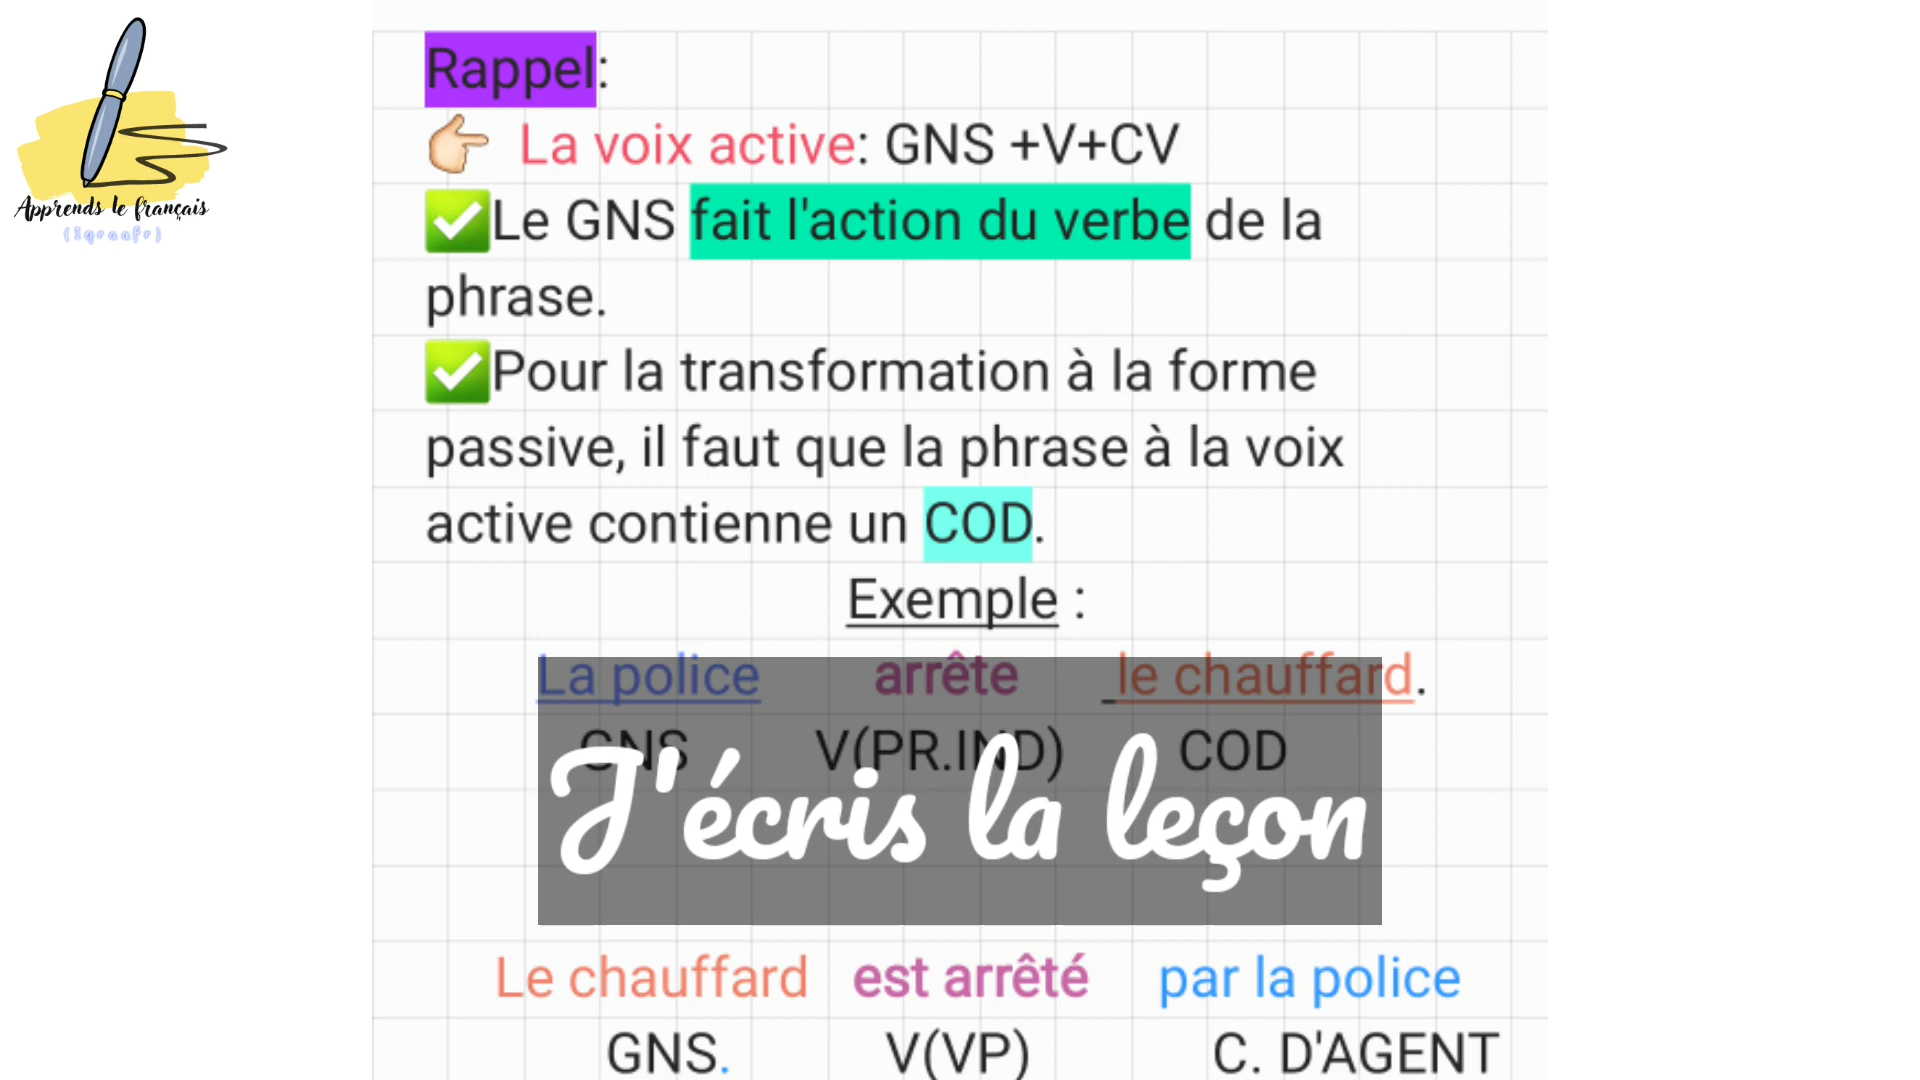 Apprends le français
(1qraafr)
Rappel:
👉🏻 La voix active: GNS +V+CV
✅Le GNS fait l'action du verbe de la
phrase.
✅Pour la transformation à la forme
passive, il faut que la phrase à la voix
active contienne un COD.
Exemple :
La police arrête le chauffard.
GNS V(PR.IND) COD
J'écris la leçon
Le chauffard est arrêté par la police
GNS. V(VP) C. D'AGENT